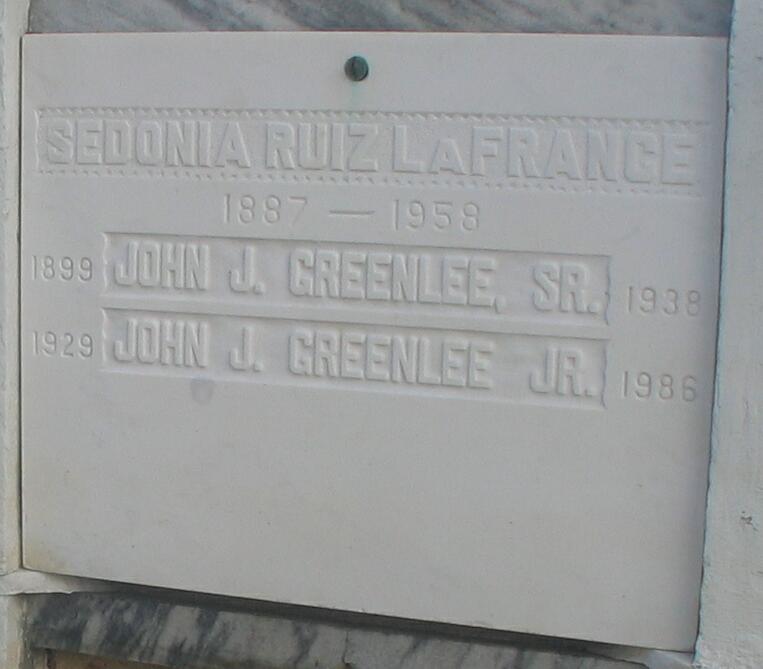 SEDONIA RUIZ LAFRANCE
1887 — 1958
1899 JOHN J. GREENLEE, SR. 1938
1929 JOHN J. GREENLEE JR. 1986